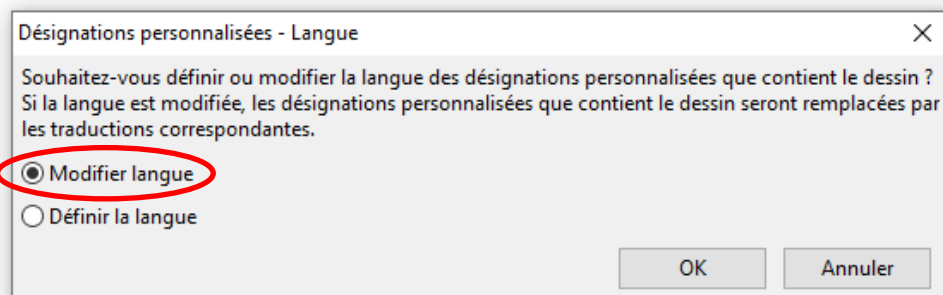 Désignations personnalisées - Langue
Souhaitez-vous définir ou modifier la langue des désignations personnalisées que contient le dessin ?
Si la langue est modifiée, les désignations personnalisées que contient le dessin seront remplacées par
les traductions correspondantes.
Modifier langue
Définir la langue
OK Annuler